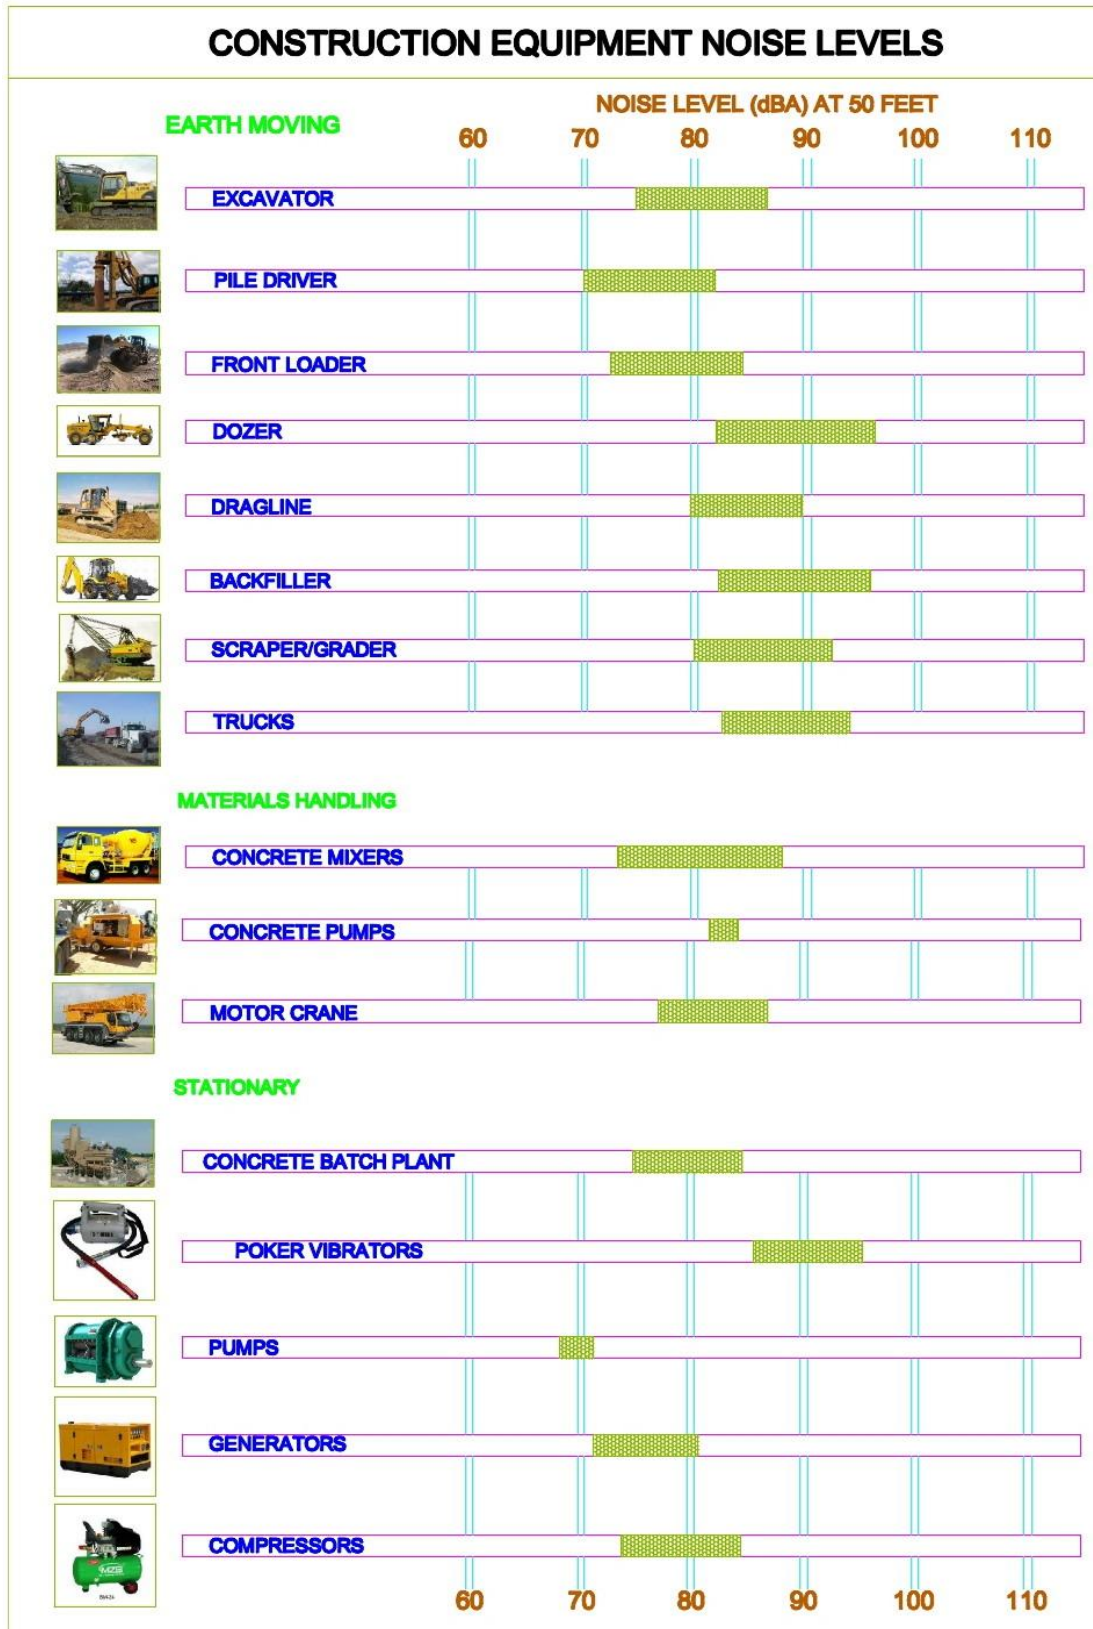 CONSTRUCTION EQUIPMENT NOISE LEVELS
NOISE LEVEL (dBA) AT 50 FEET
EARTH MOVING
60 70 80 90 100 110
EXCAVATOR
PILE DRIVER
FRONT LOADER
DOZER
DRAGLINE
BACKFILLER
SCRAPER/GRADER
TRUCKS
MATERIALS HANDLING
CONCRETE MIXERS
CONCRETE PUMPS
MOTOR CRANE
STATIONARY
CONCRETE BATCH PLANT
POKER VIBRATORS
PUMPS
GENERATORS
COMPRESSORS
60 70 80 90 100 110